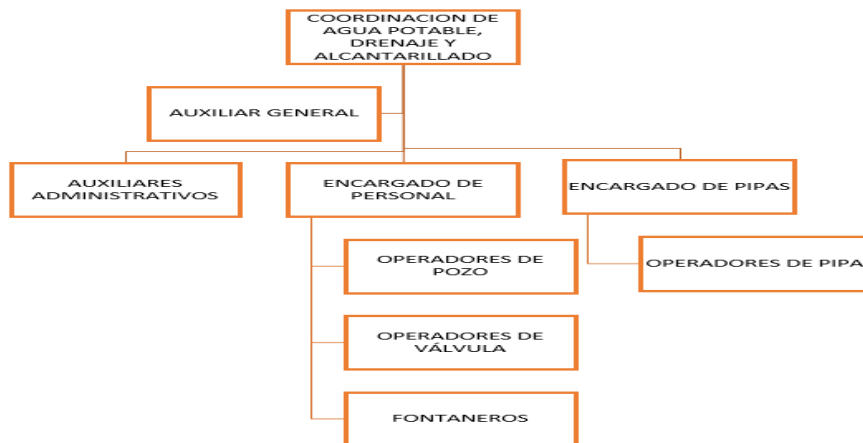 COORDINACION DE
AGUA POTABLE,
DRENAJE Y
ALCANTARILLADO
AUXILIAR GENERAL
AUXILIARES
ADMINISTRATIVOS
ENCARGADO DE
PERSONAL
ENCARGADO DE PIPAS
OPERADORES DE
POZO
OPERADORES DE PIPA
OPERADORES DE
VÁLVULA
FONTANEROS